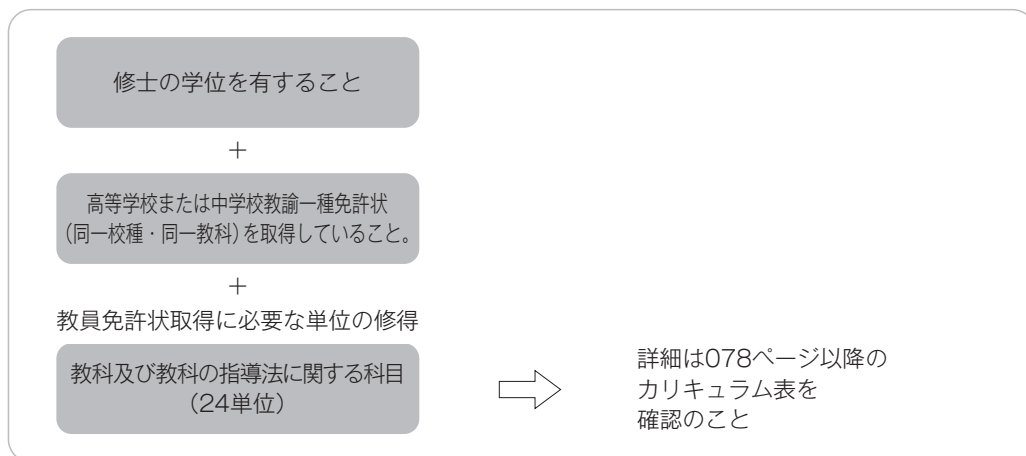 修士の学位を有すること
+
高等学校または中学校教諭一種免許状
(同一校種・同一教科)を取得していること。
+
教員免許状取得に必要な単位の修得
教科及び教科の指導法に関する科目
(24単位)
詳細は078ページ以降の
カリキュラム表を
確認のこと